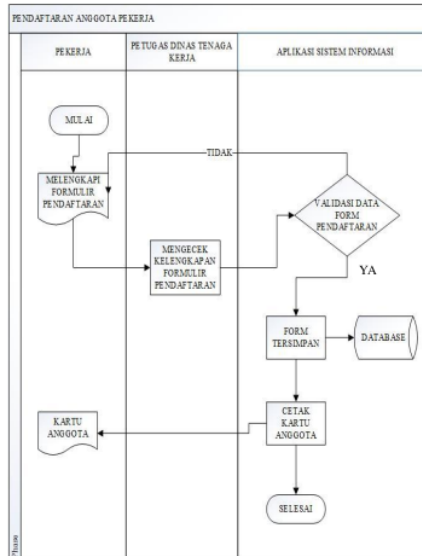 PENDAFTARAN ANGGOTA PEKERJA
PEKERJA
PETUGAS DINAS TENAGA
KERJA
APLIKASI SISTEM INFORMASI
MULAI
TIDAK
MELENGKAPI
FORMULIR
PENDAFTARAN
VALIDASI DATA
FORM
PENDAFTARAN
MENGECEK
KELENGKAPAN
FORMULIR
PENDAFTARAN
YA
FORM
TERSIMPAN
DATABASE
KARTU
ANGGOTA
CETAK
KARTU
ANGGOTA
SELESAI
Phase